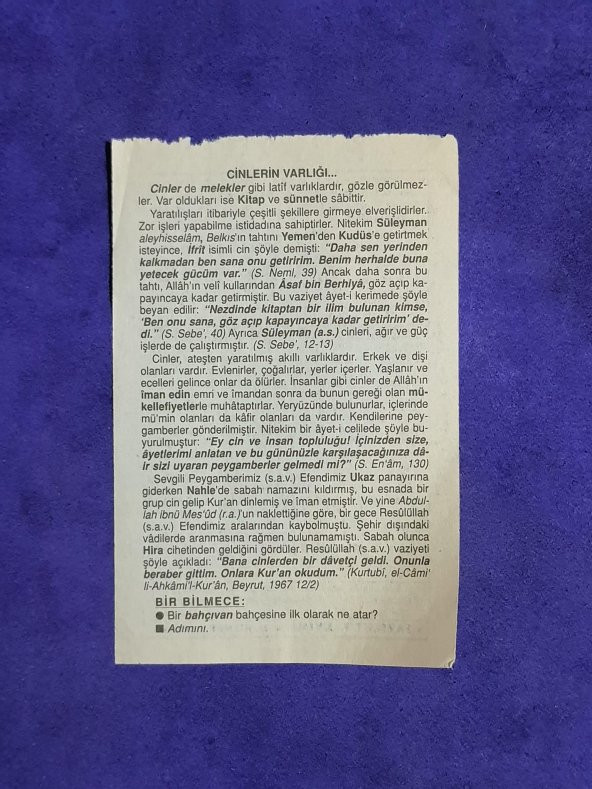 CİNLERİN VARLIĞI...
Cinler de melekler gibi latîf varlıklardır, gözle görülmez-
ler. Var oldukları ise Kitap ve sünnetle sâbittir.
Yaratılışları itibariyle çeşitli şekillere girmeye elverişlidirler.
Zor işleri yapabilme istidadına sahiptirler. Nitekim Süleyman
aleyhisselâm, Belkıs'ın tahtını Yemen'den Kudüs'e getirtmek
isteyince, İfrît isimli cin şöyle demişti: "Daha sen yerinden
kalkmadan ben sana onu getiririm. Benim herhalde buna
yetecek gücüm var." (S. Neml, 39) Ancak daha sonra bu
tahtı, Allâh'ın velî kullarından Âsaf bin Berhıyâ, göz açıp ka-
payıncaya kadar getirmiştir. Bu vaziyet âyet-i kerimede şöyle
beyan edilir: "Nezdinde kitaptan bir ilim bulunan kimse,
'Ben onu sana, göz açıp kapayıncaya kadar getiririm' de-
di." (S. Sebe', 40) Ayrıca Süleyman (a.s.) cinleri, ağır ve güç
işlerde de çalıştırmıştır. (S. Sebe', 12-13)
Cinler, ateşten yaratılmış akıllı varlıklardır. Erkek ve dişi
olanları vardır. Evlenirler, çoğalırlar, yerler içerler. Yaşlanır ve
ecelleri gelince onlar da ölürler. İnsanlar gibi cinler de Allâh'ın
îman edin emri ve îmandan sonra da bunun gereği olan mü-
kellefiyetlerle muhâtaptırlar. Yeryüzünde bulunurlar, içlerinde
mü'min olanları da kâfir olanları da vardır. Kendilerine pey-
gamberler gönderilmiştir. Nitekim bir âyet-i celilede şöyle bu-
yurulmuştur: "Ey cin ve insan topluluğu! İçinizden size,
âyetlerimi anlatan ve bu gününüzle karşılaşacağınıza dâ-
ir sizi uyaran peygamberler gelmedi mi?" (S. En'âm, 130)
Sevgili Peygamberimiz (s.a.v.) Efendimiz Ukaz panayırına
giderken Nahle'de sabah namazını kıldırmış, bu esnada bir
grup cin gelip Kur'an dinlemiş ve îman etmiştir. Ve yine Abdul-
lah ibnü Mes'ûd (r.a.)'un naklettiğine göre, bir gece Resûlüllah
(s.a.v.) Efendimiz aralarından kaybolmuştu. Şehir dışındaki
vâdilerde aranmasına rağmen bulunamamıştı. Sabah olunca
Hira cihetinden geldiğini gördüler. Resûlüllah (s.a.v.) vaziyeti
şöyle açıkladı: "Bana cinlerden bir dâvetçi geldi. Onunla
beraber gittim. Onlara Kur'an okudum." (Kurtubî, el-Câmi'
li-Ahkâmi'l-Kur'ân, Beyrut, 1967 12/2)
BİR BİLMECE:
● Bir bahçıvan bahçesine ilk olarak ne atar?
■ Adımını.